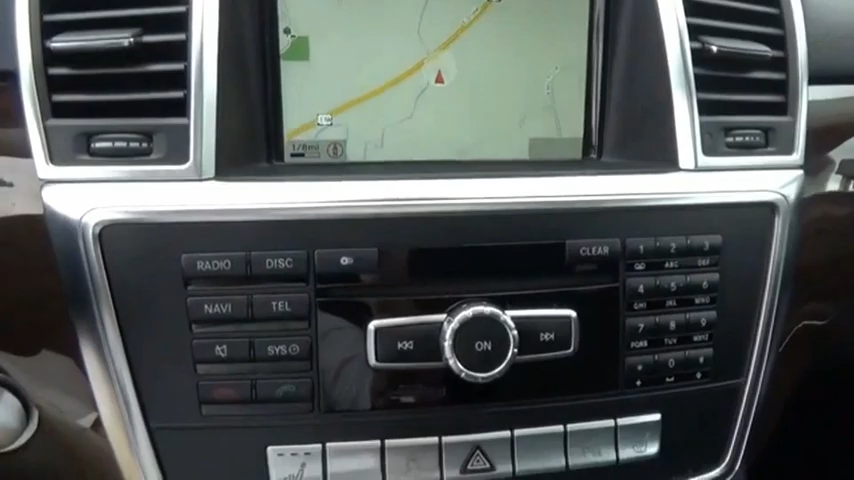 1/8mi
RADIO DISC CLEAR 1 2 3
ABC DEF
NAVI TEL 4 5 6
GHI JKL MNO
SYS 7 8 9
PQRS TUV WXYZ
ON
* 0 #